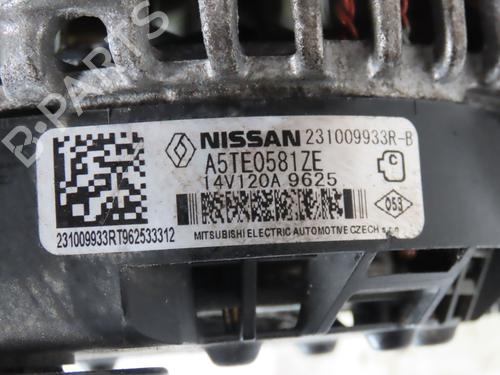 B-PARTS
NISSAN 231009933R-B
A5TE0581ZE
C
14V120A 9625
053
231009933RT962533312
MITSUBISHI ELECTRIC AUTOMOTIVE CZECH s.r.o.